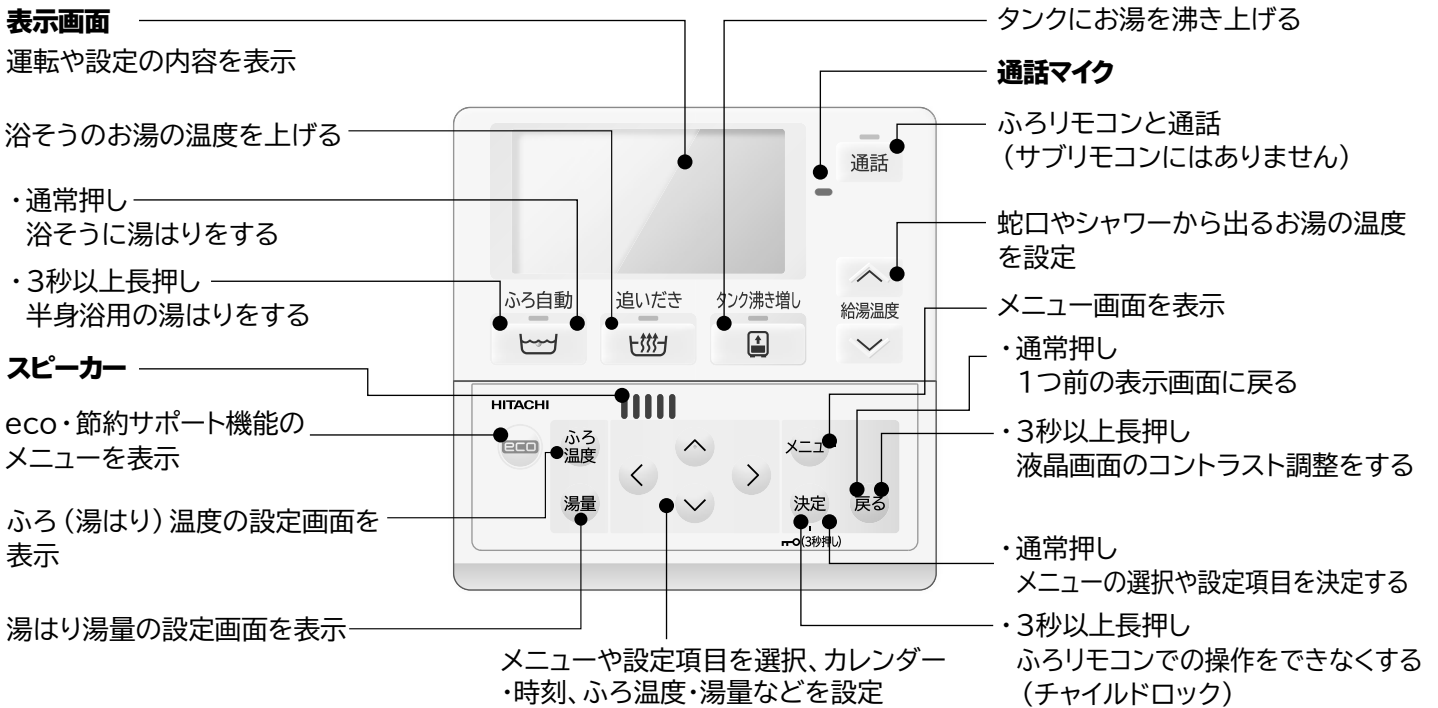 表示画面
運転や設定の内容を表示
浴そうのお湯の温度を上げる
・通常押し
浴そうに湯はりをする
・3秒以上長押し
半身浴用の湯はりをする
スピーカー
eco・節約サポート機能の
メニューを表示
ふろ（湯はり）温度の設定画面を
表示
湯はり湯量の設定画面を表示
通話
ふろ自動
追いだき
タンク沸き増し
給湯温度
HITACHI
eco
ふろ
温度
湯量
メニュー
決定
戻る
(3秒押し)
メニューや設定項目を選択、カレンダー
・時刻、ふろ温度・湯量などを設定
タンクにお湯を沸き上げる
通話マイク
ふろリモコンと通話
（サブリモコンにはありません）
蛇口やシャワーから出るお湯の温度
を設定
メニュー画面を表示
・通常押し
1つ前の表示画面に戻る
・3秒以上長押し
液晶画面のコントラスト調整をする
・通常押し
メニューの選択や設定項目を決定する
・3秒以上長押し
ふろリモコンでの操作をできなくする
（チャイルドロック）